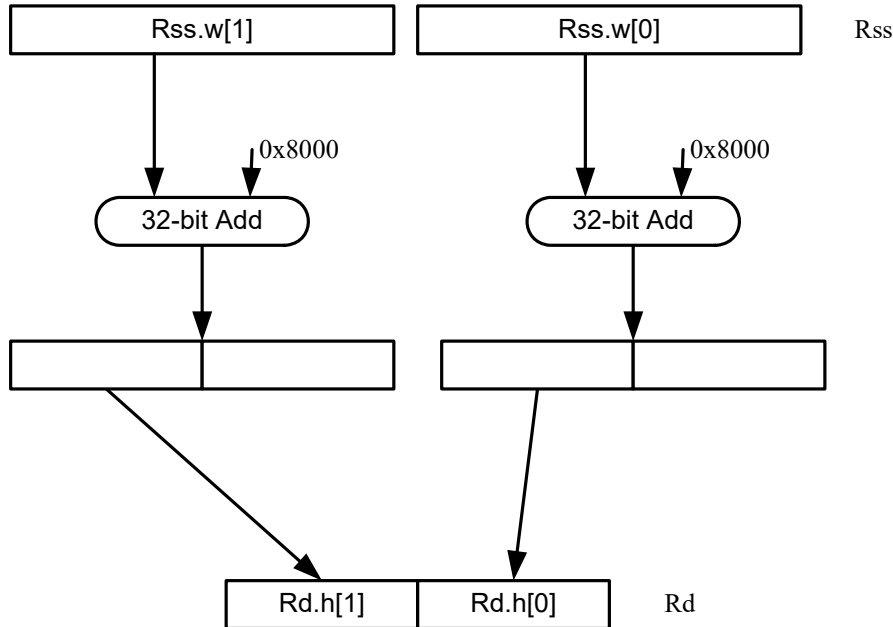 Rss.w[1] Rss.w[0] Rss
0x8000 0x8000
32-bit Add 32-bit Add
Rd.h[1] Rd.h[0] Rd